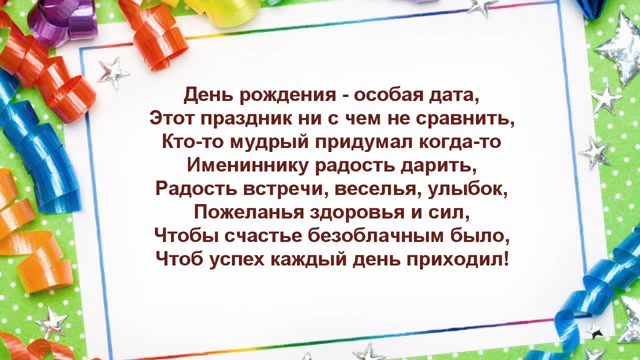 День рождения - особая дата,
Этот праздник ни с чем не сравнить,
Кто-то мудрый придумал когда-то
Имениннику радость дарить,
Радость встречи, веселья, улыбок,
Пожеланья здоровья и сил,
Чтобы счастье безоблачным было,
Чтоб успех каждый день приходил!